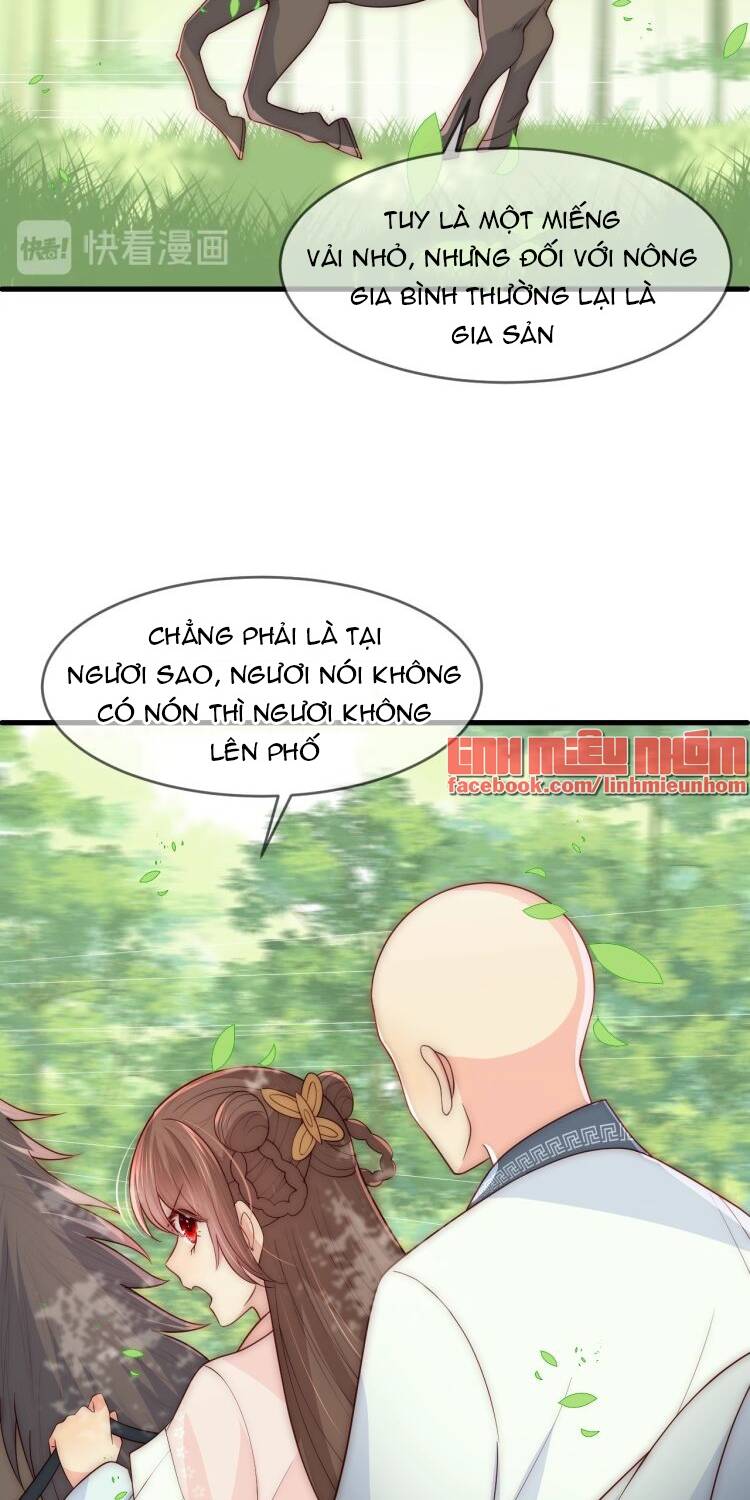 TUY LÀ MỘT MIẾNG
VẢI NHỎ, NHƯNG ĐỐI VỚI NÔNG
GIA BÌNH THƯỜNG LẠI LÀ
GIA SẢN
快看! 快看漫画
CHẲNG PHẢI LÀ TẠI
NGƯƠI SAO, NGƯƠI NÓI KHÔNG
CÓ NÓN THÌ NGƯƠI KHÔNG
LÊN PHỐ
LINH MIÊU NHÓM
facebook.com/linhmieunhom